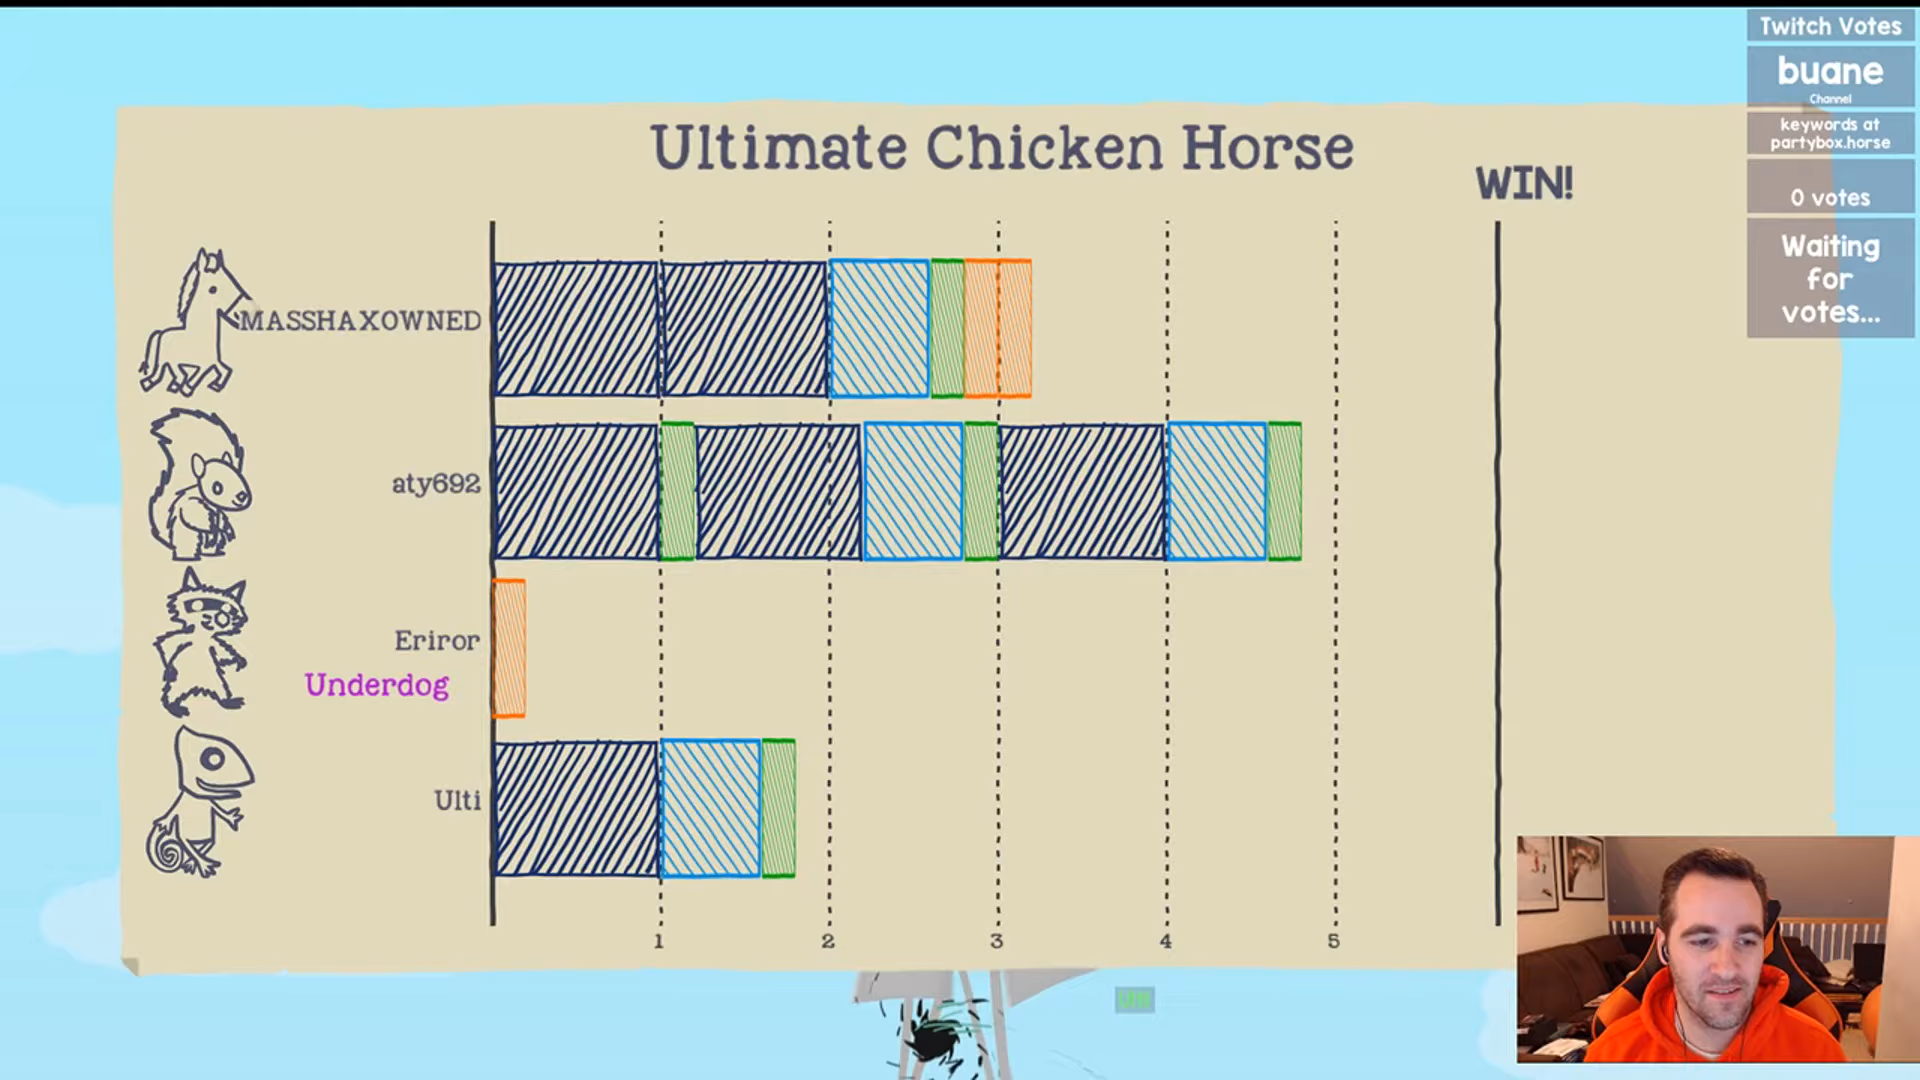 Twitch Votes
buane
Channel
keywords at
partybox.horse
0 votes
Waiting
for
votes...
Ultimate Chicken Horse
WIN!
MASSHAXOWNED
aty692
Eriror
Underdog
Ulti
1 2 3 4 5
Ulti